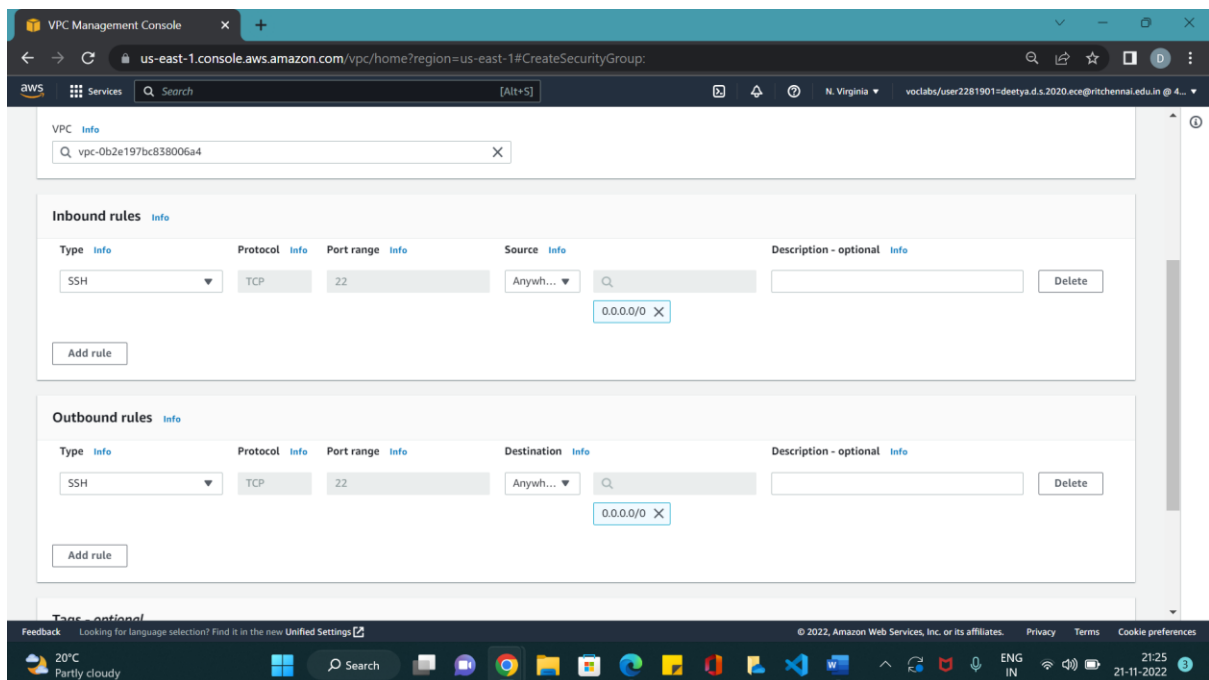 VPC Management Console
us-east-1.console.aws.amazon.com/vpc/home?region=us-east-1#CreateSecurityGroup:
D
aws
Services
Search
[Alt+S]
N. Virginia
voclabs/user2281901=deetya.d.s.2020.ece@ritchennai.edu.in @ 4...
VPC Info
vpc-0b2e197bc838006a4
Inbound rules Info
Type Info Protocol Info Port range Info Source Info Description - optional Info
SSH TCP 22 Anywh... Delete
0.0.0.0/0
Add rule
Outbound rules Info
Type Info Protocol Info Port range Info Destination Info Description - optional Info
SSH TCP 22 Anywh... Delete
0.0.0.0/0
Add rule
Tags - optional
Feedback Looking for language selection? Find it in the new Unified Settings © 2022, Amazon Web Services, Inc. or its affiliates. Privacy Terms Cookie preferences
20°C
Partly cloudy
Search
ENG
IN
21:25
21-11-2022
3